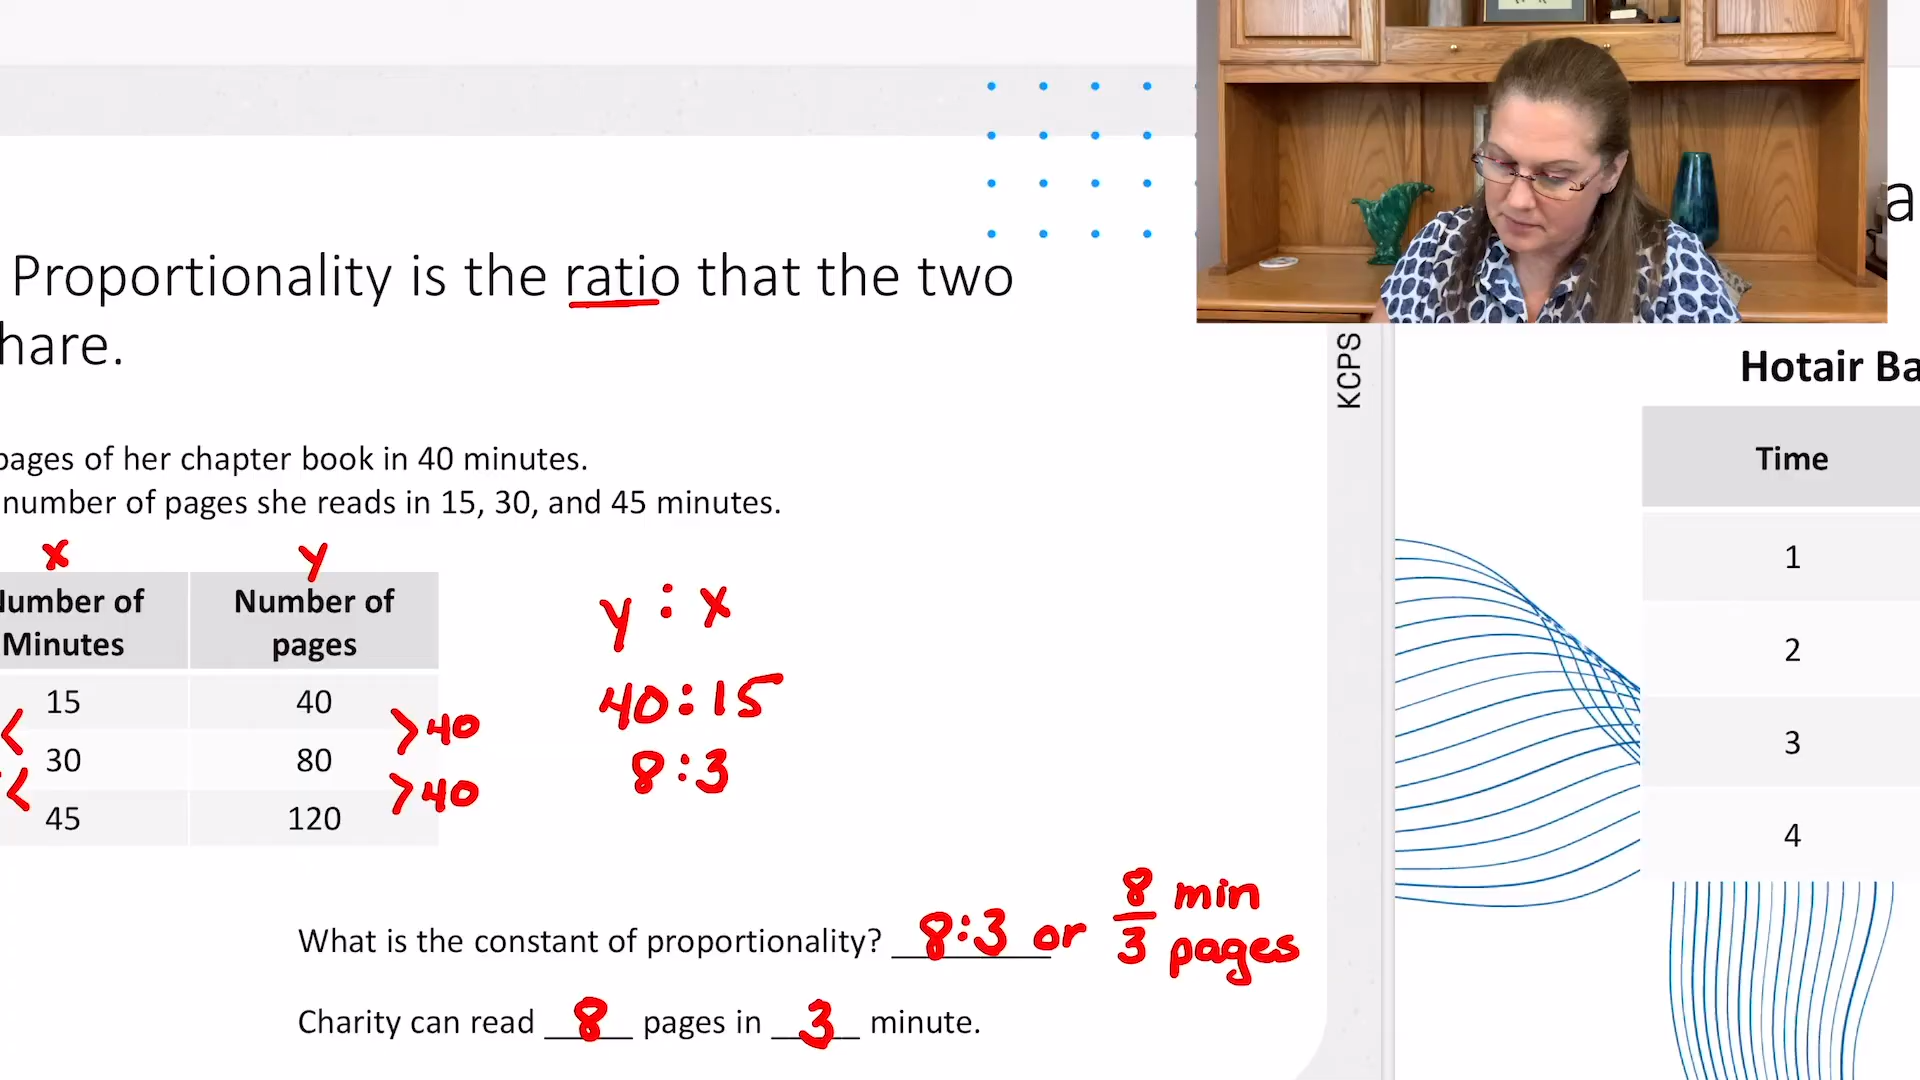 Proportionality is the ratio that the two
hare.
pages of her chapter book in 40 minutes.
number of pages she reads in 15, 30, and 45 minutes.
x y
Number of Minutes Number of pages
15 40
30 80
45 120
>40
>40
y : x
40:15
8:3
What is the constant of proportionality? 8:3 or 8/3 min pages
Charity can read 8 pages in 3 minute.
KCPS
a
Hotair Ba
Time
1
2
3
4